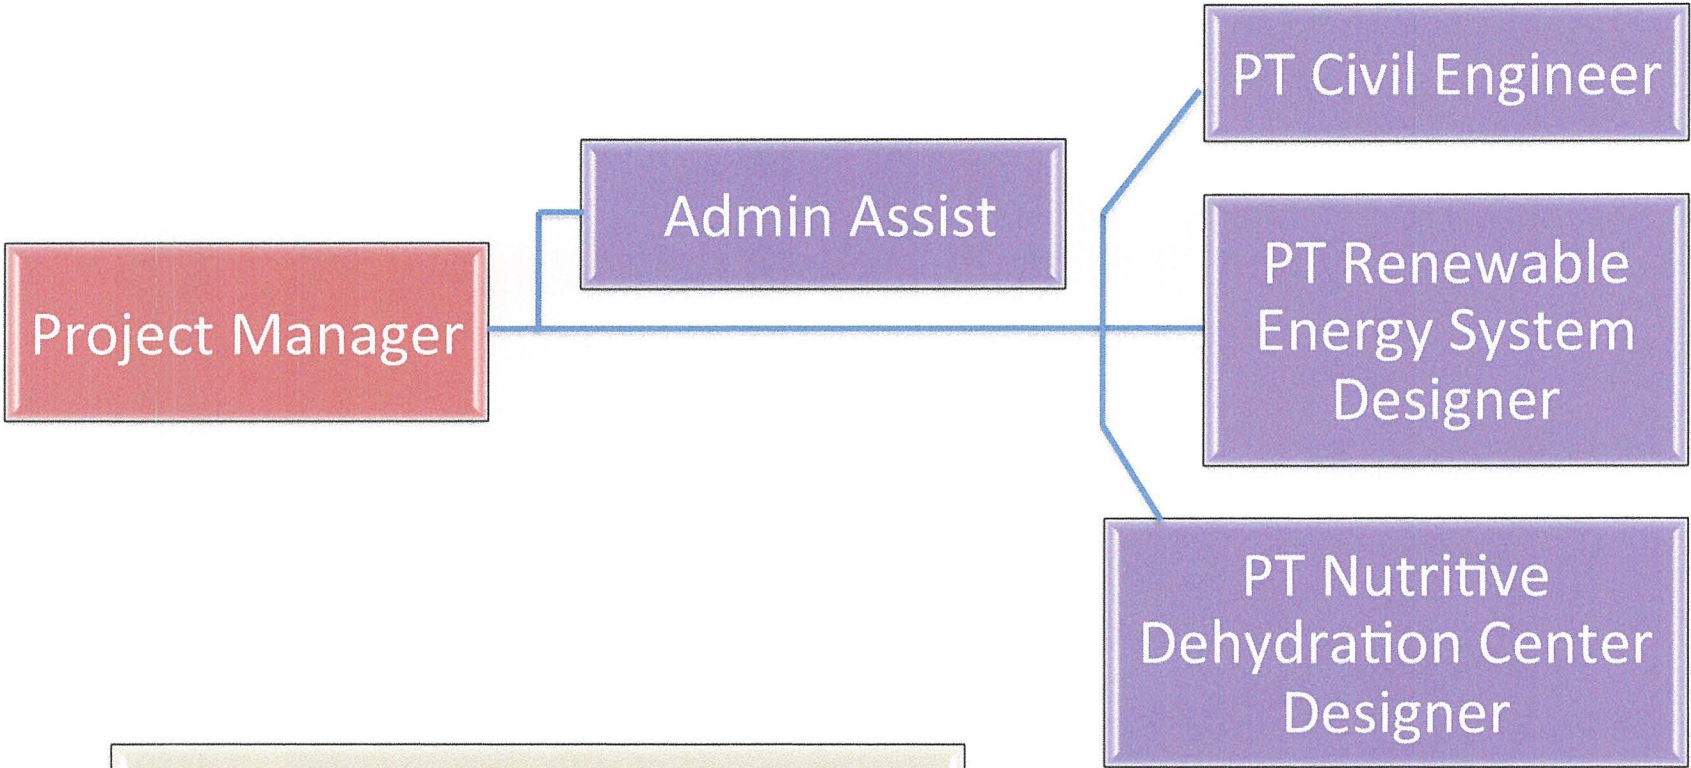 PT Civil Engineer
Admin Assist
Project Manager
PT Renewable
Energy System
Designer
PT Nutritive
Dehydration Center
Designer